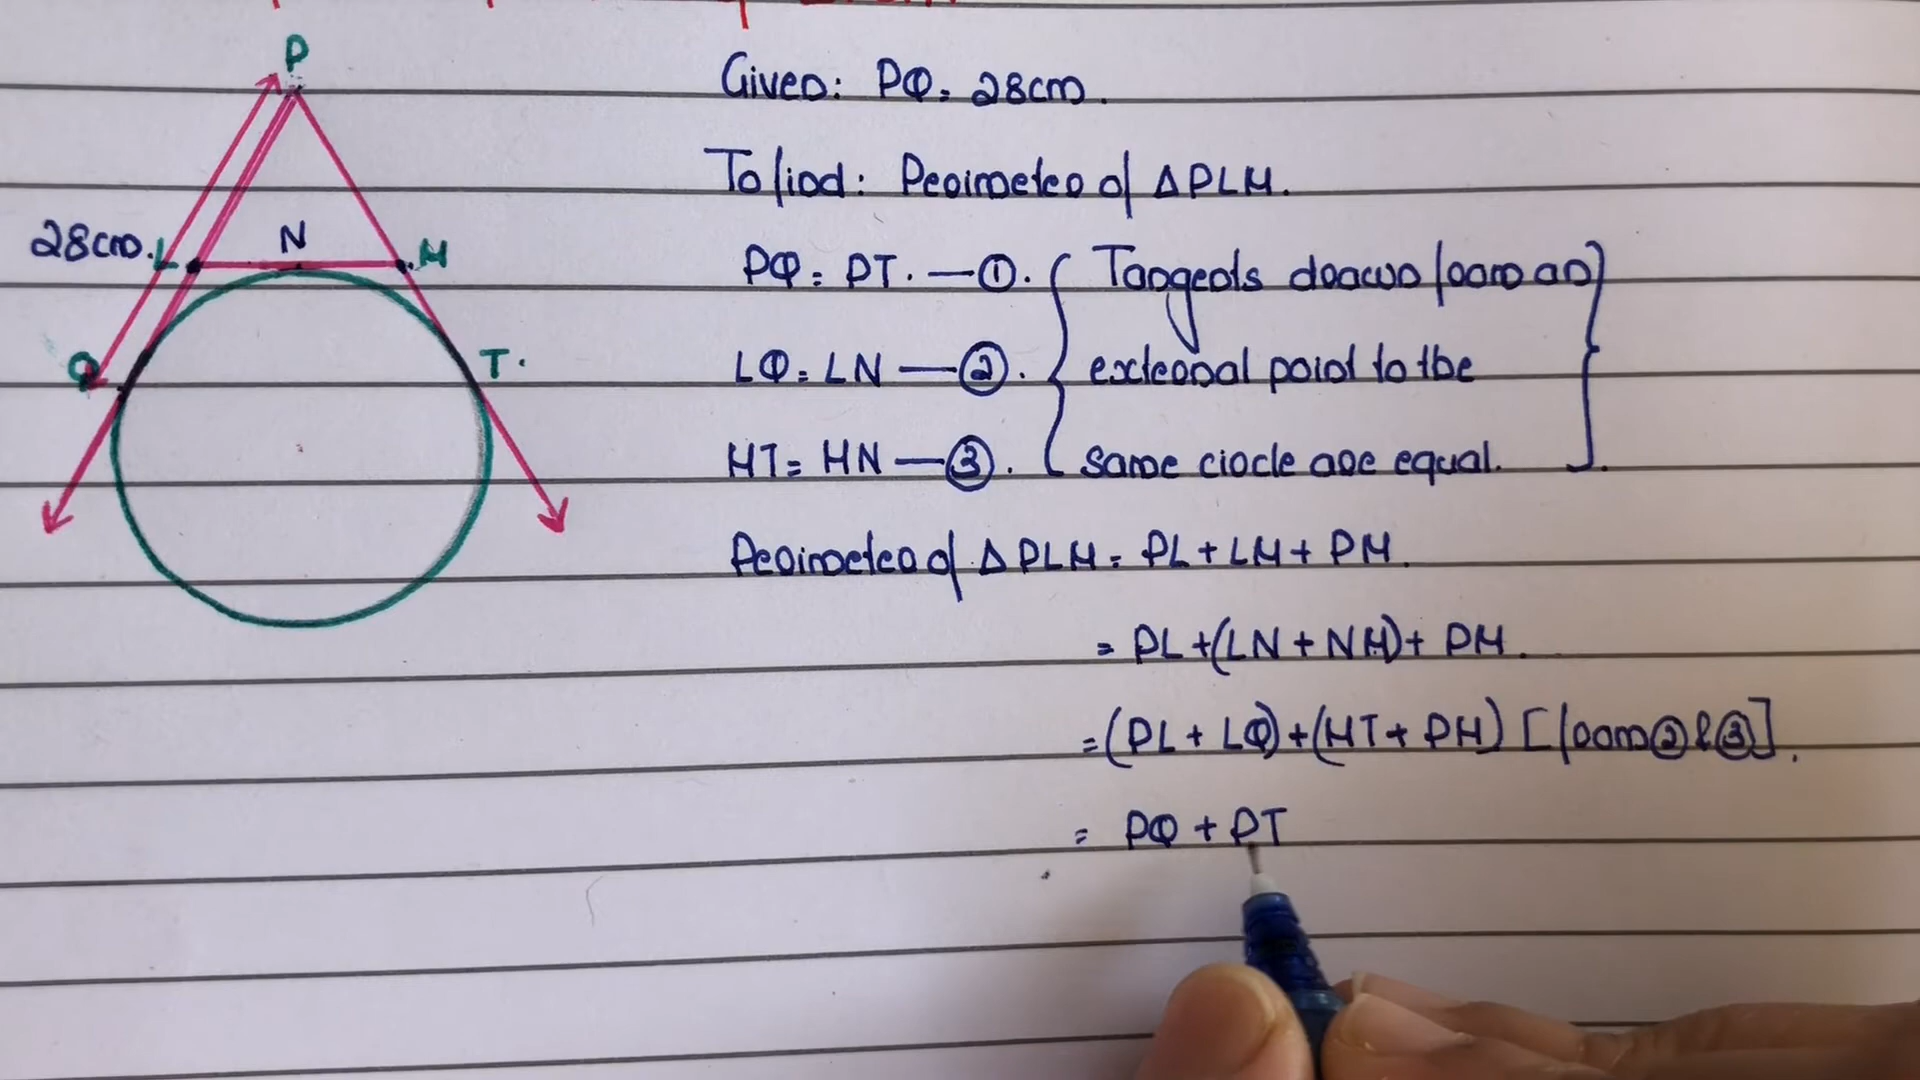 P
28cm.
L
N
M
Q
T.
Given: PQ = 28cm.
To find: Perimeter of ΔPLM.
PQ = PT. — ①. { Tangents drawn from an }
LQ = LN — ②. external point to the
MT = MN — ③. same circle are equal.
Perimeter of ΔPLM = PL + LM + PM.
= PL + (LN + NM) + PM.
= (PL + LQ) + (MT + PM) [from ② & ③].
= PQ + PT